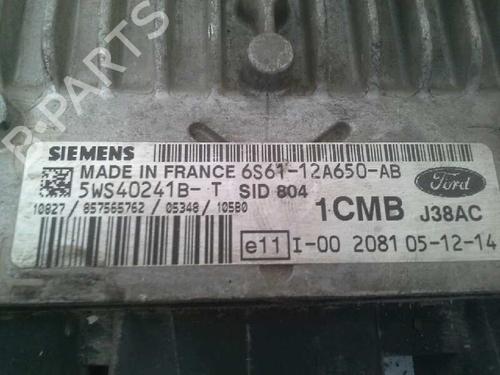 B-PARTS
SIEMENS
MADE IN FRANCE 6S61-12A650-AB
5WS40241B- T SID 804
Ford
10827 / 857565762 / 05348 / 10580
1CMB J38AC
e11 I-00 2081 05-12-14